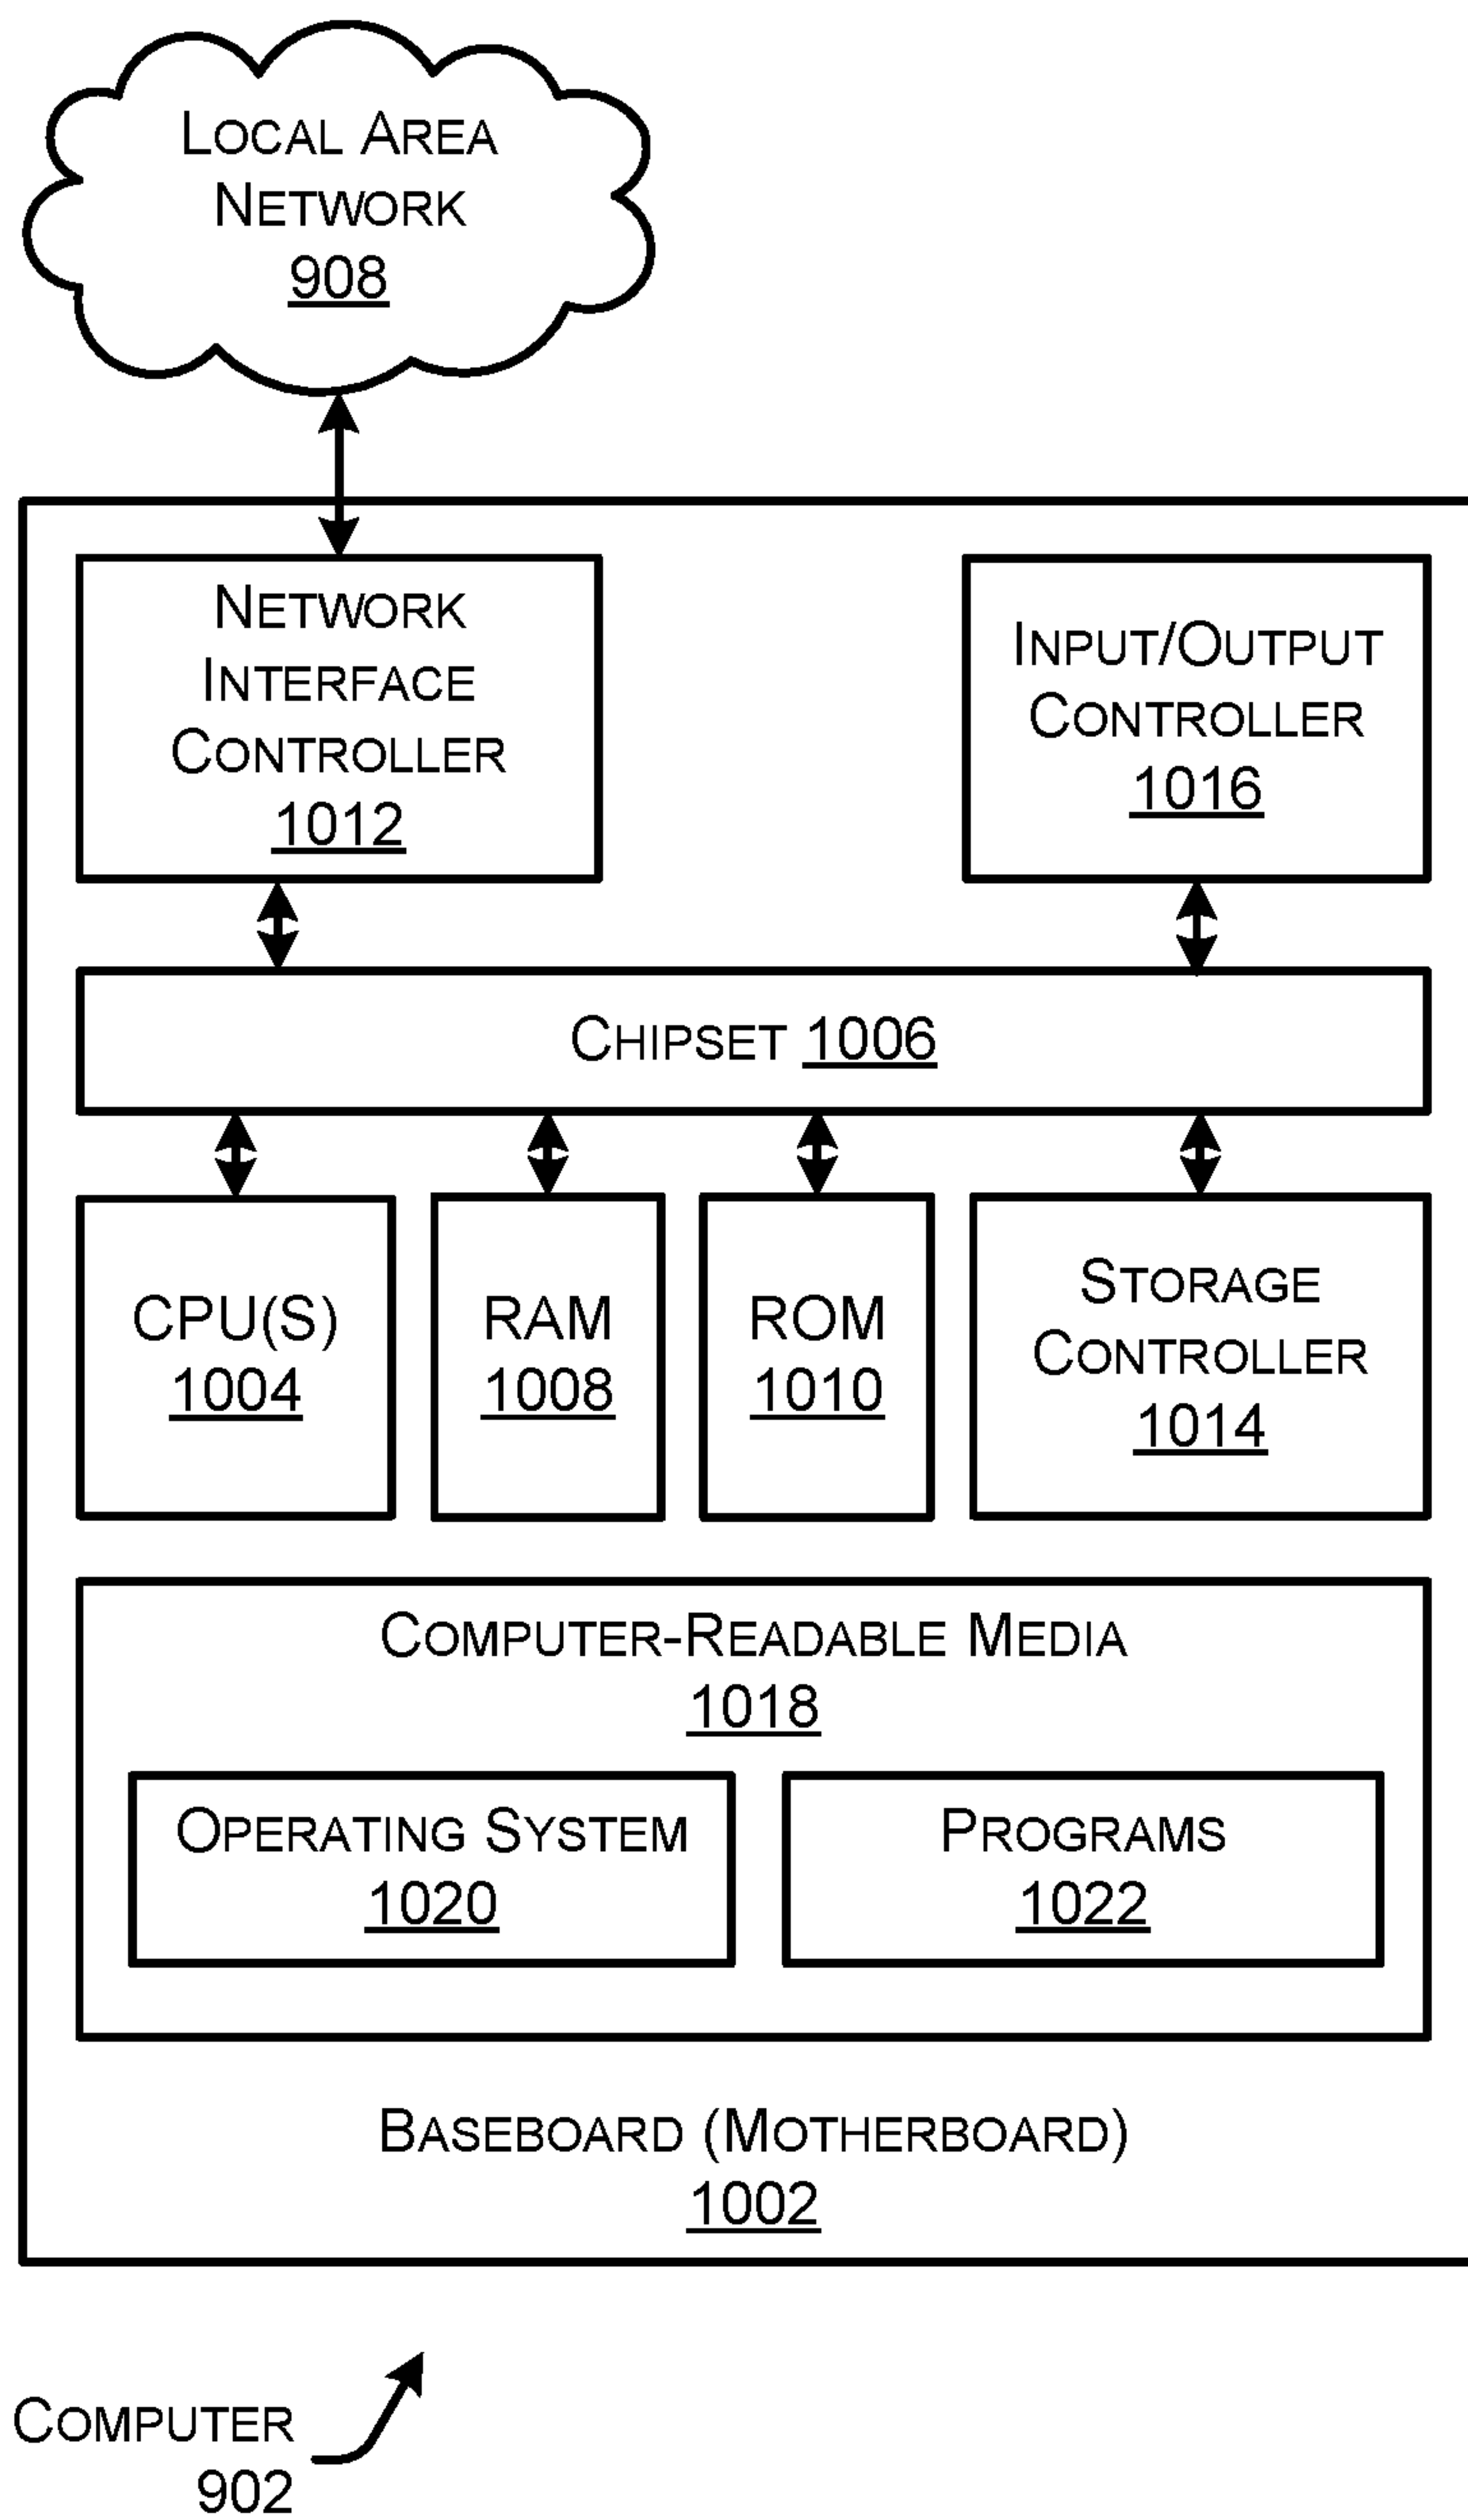 LOCAL AREA
NETWORK
908
NETWORK
INTERFACE
CONTROLLER
1012
INPUT/OUTPUT
CONTROLLER
1016
CHIPSET 1006
CPU(S)
1004
RAM
1008
ROM
1010
STORAGE
CONTROLLER
1014
COMPUTER-READABLE MEDIA
1018
OPERATING SYSTEM
1020
PROGRAMS
1022
BASEBOARD (MOTHERBOARD)
1002
COMPUTER
902